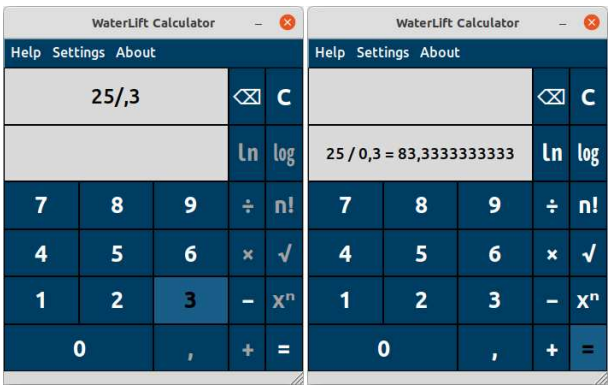 WaterLift Calculator
Help Settings About
25/,3
C
ln log
7 8 9 ÷ n!
4 5 6 × √
1 2 3 − xⁿ
0 , + =
WaterLift Calculator
Help Settings About
C
25 / 0,3 = 83,3333333333 ln log
7 8 9 ÷ n!
4 5 6 × √
1 2 3 − xⁿ
0 , + =